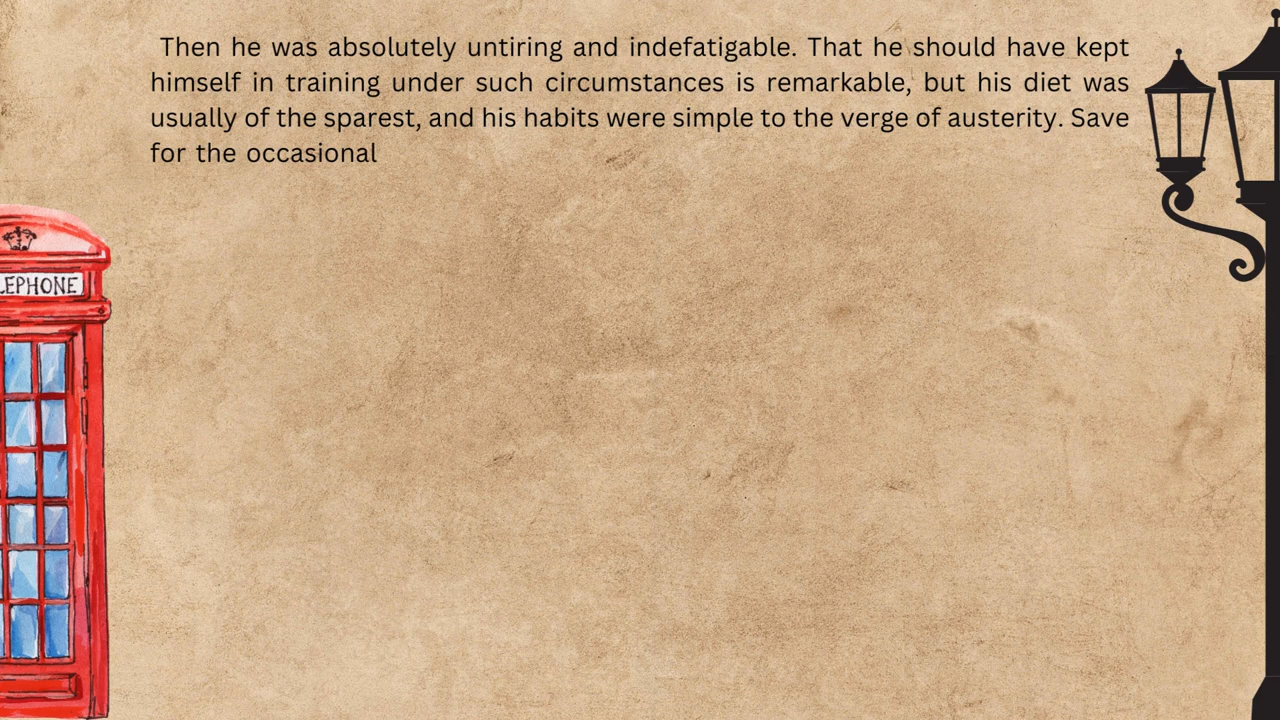 Then he was absolutely untiring and indefatigable. That he should have kept
himself in training under such circumstances is remarkable, but his diet was
usually of the sparest, and his habits were simple to the verge of austerity. Save
for the occasional
LEPHONE